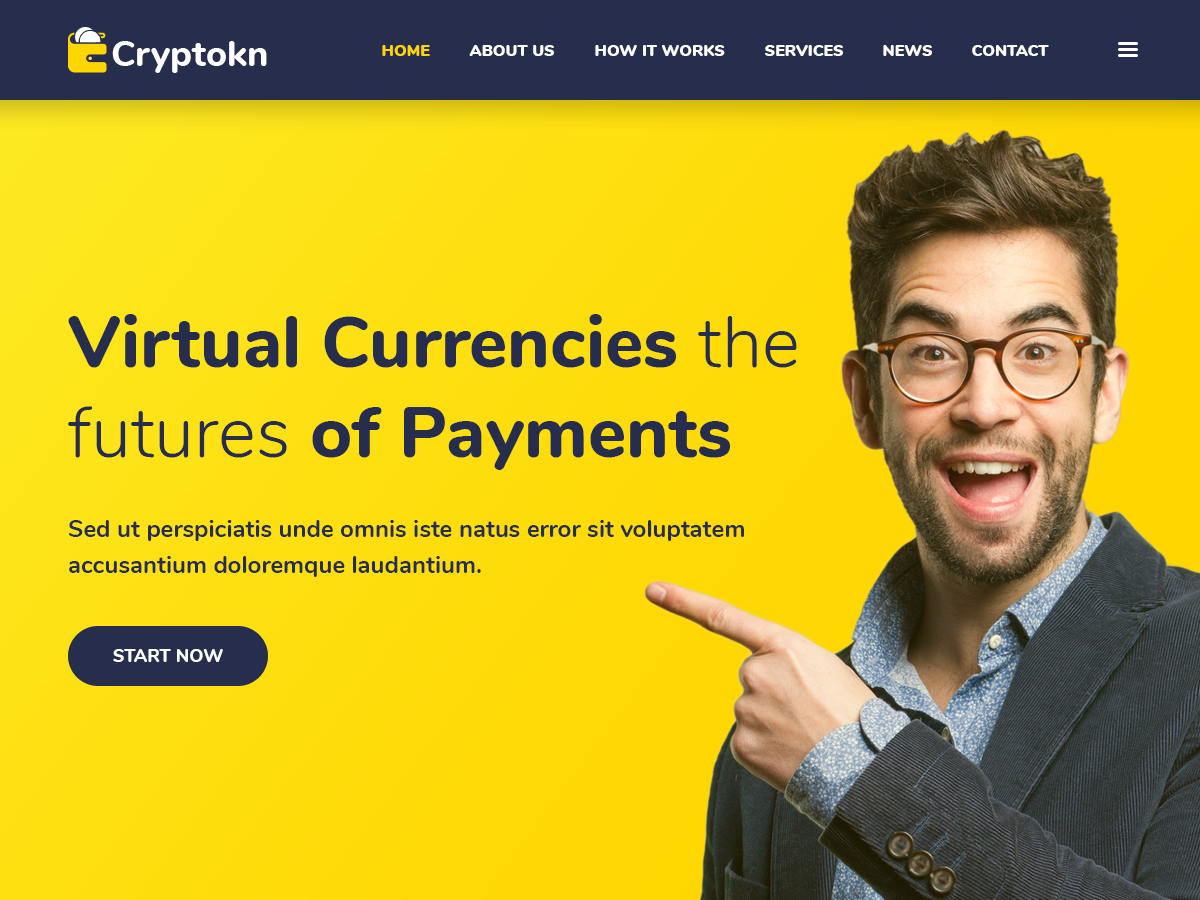 Cryptokn
HOME ABOUT US HOW IT WORKS SERVICES NEWS CONTACT
Virtual Currencies the
futures of Payments
Sed ut perspiciatis unde omnis iste natus error sit voluptatem
accusantium doloremque laudantium.
START NOW